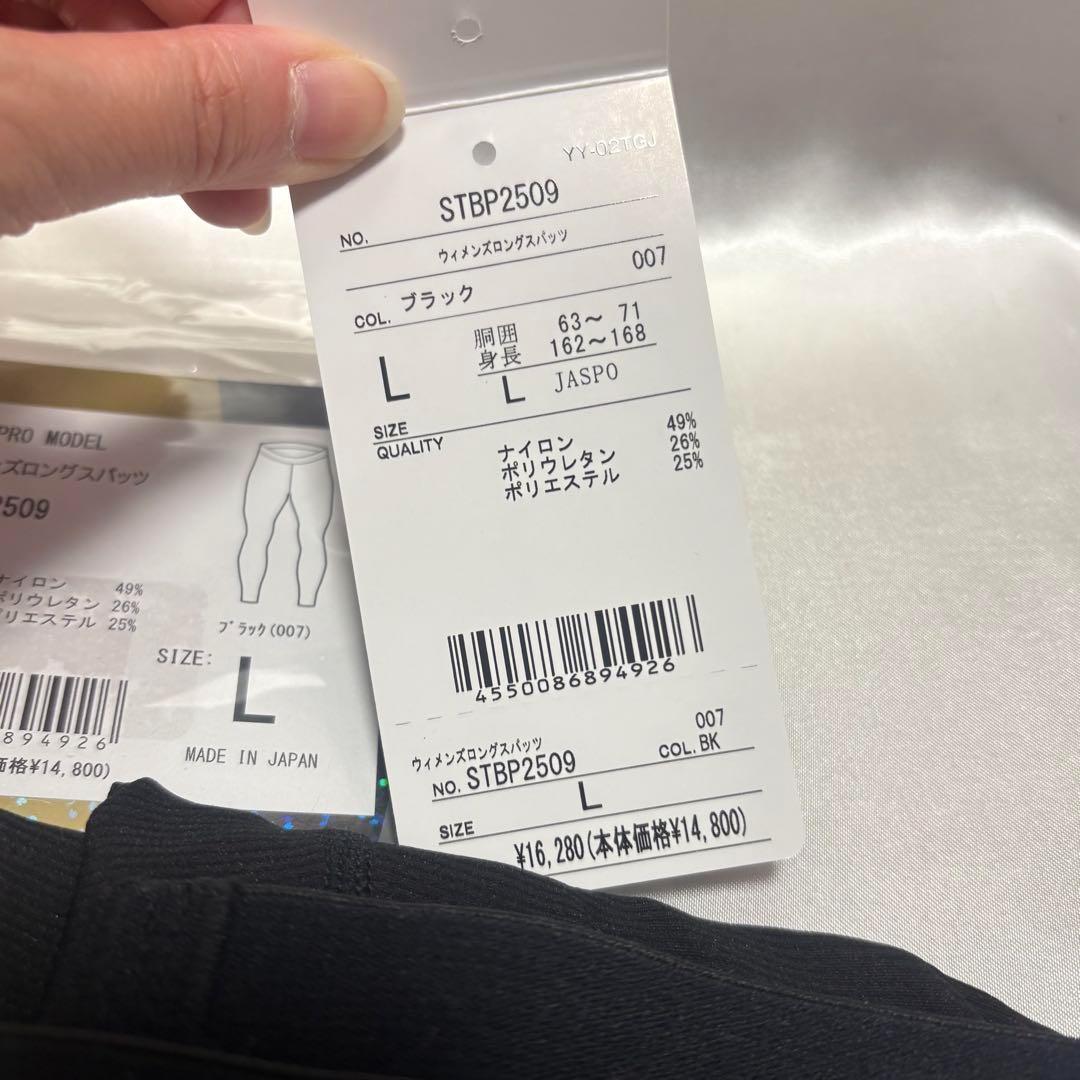 YY-02TGJ
NO. STBP2509
ウィメンズロングスパッツ
007
COL. ブラック
胴囲 63～ 71
身長 162～168
L
L JASPO
SIZE
QUALITY
ナイロン 49%
ポリウレタン 26%
ポリエステル 25%
4550086894926
ウィメンズロングスパッツ 007
NO. STBP2509 COL. BK
L
SIZE
¥16,280(本体価格¥14,800)
PRO MODEL
ズロングスパッツ
2509
ナイロン 49%
ポリウレタン 26%
ポリエステル 25%
ブラック(007)
SIZE: L
894926
価格¥14,800)
MADE IN JAPAN